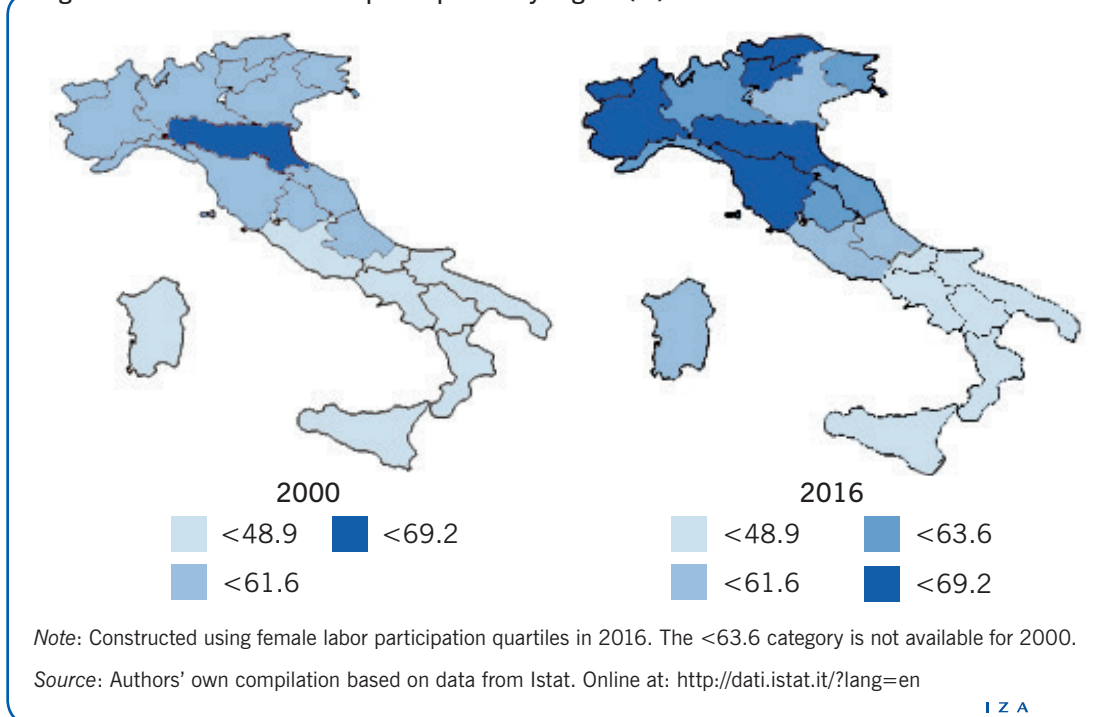 2000
2016
<48.9 <69.2
<61.6
<48.9 <63.6
<61.6 <69.2
Note: Constructed using female labor participation quartiles in 2016. The <63.6 category is not available for 2000.
Source: Authors' own compilation based on data from Istat. Online at: http://dati.istat.it/?lang=en
I Z A